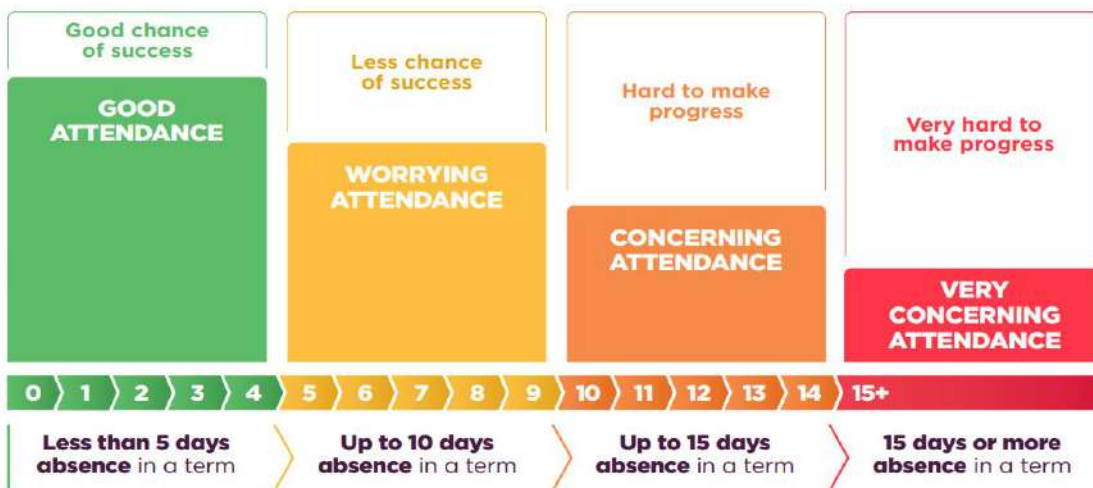 Good chance
of success
GOOD
ATTENDANCE
Less chance
of success
WORRYING
ATTENDANCE
Hard to make
progress
CONCERNING
ATTENDANCE
Very hard to
make progress
VERY
CONCERNING
ATTENDANCE
0 1 2 3 4 5 6 7 8 9 10 11 12 13 14 15+
Less than 5 days
absence in a term
Up to 10 days
absence in a term
Up to 15 days
absence in a term
15 days or more
absence in a term